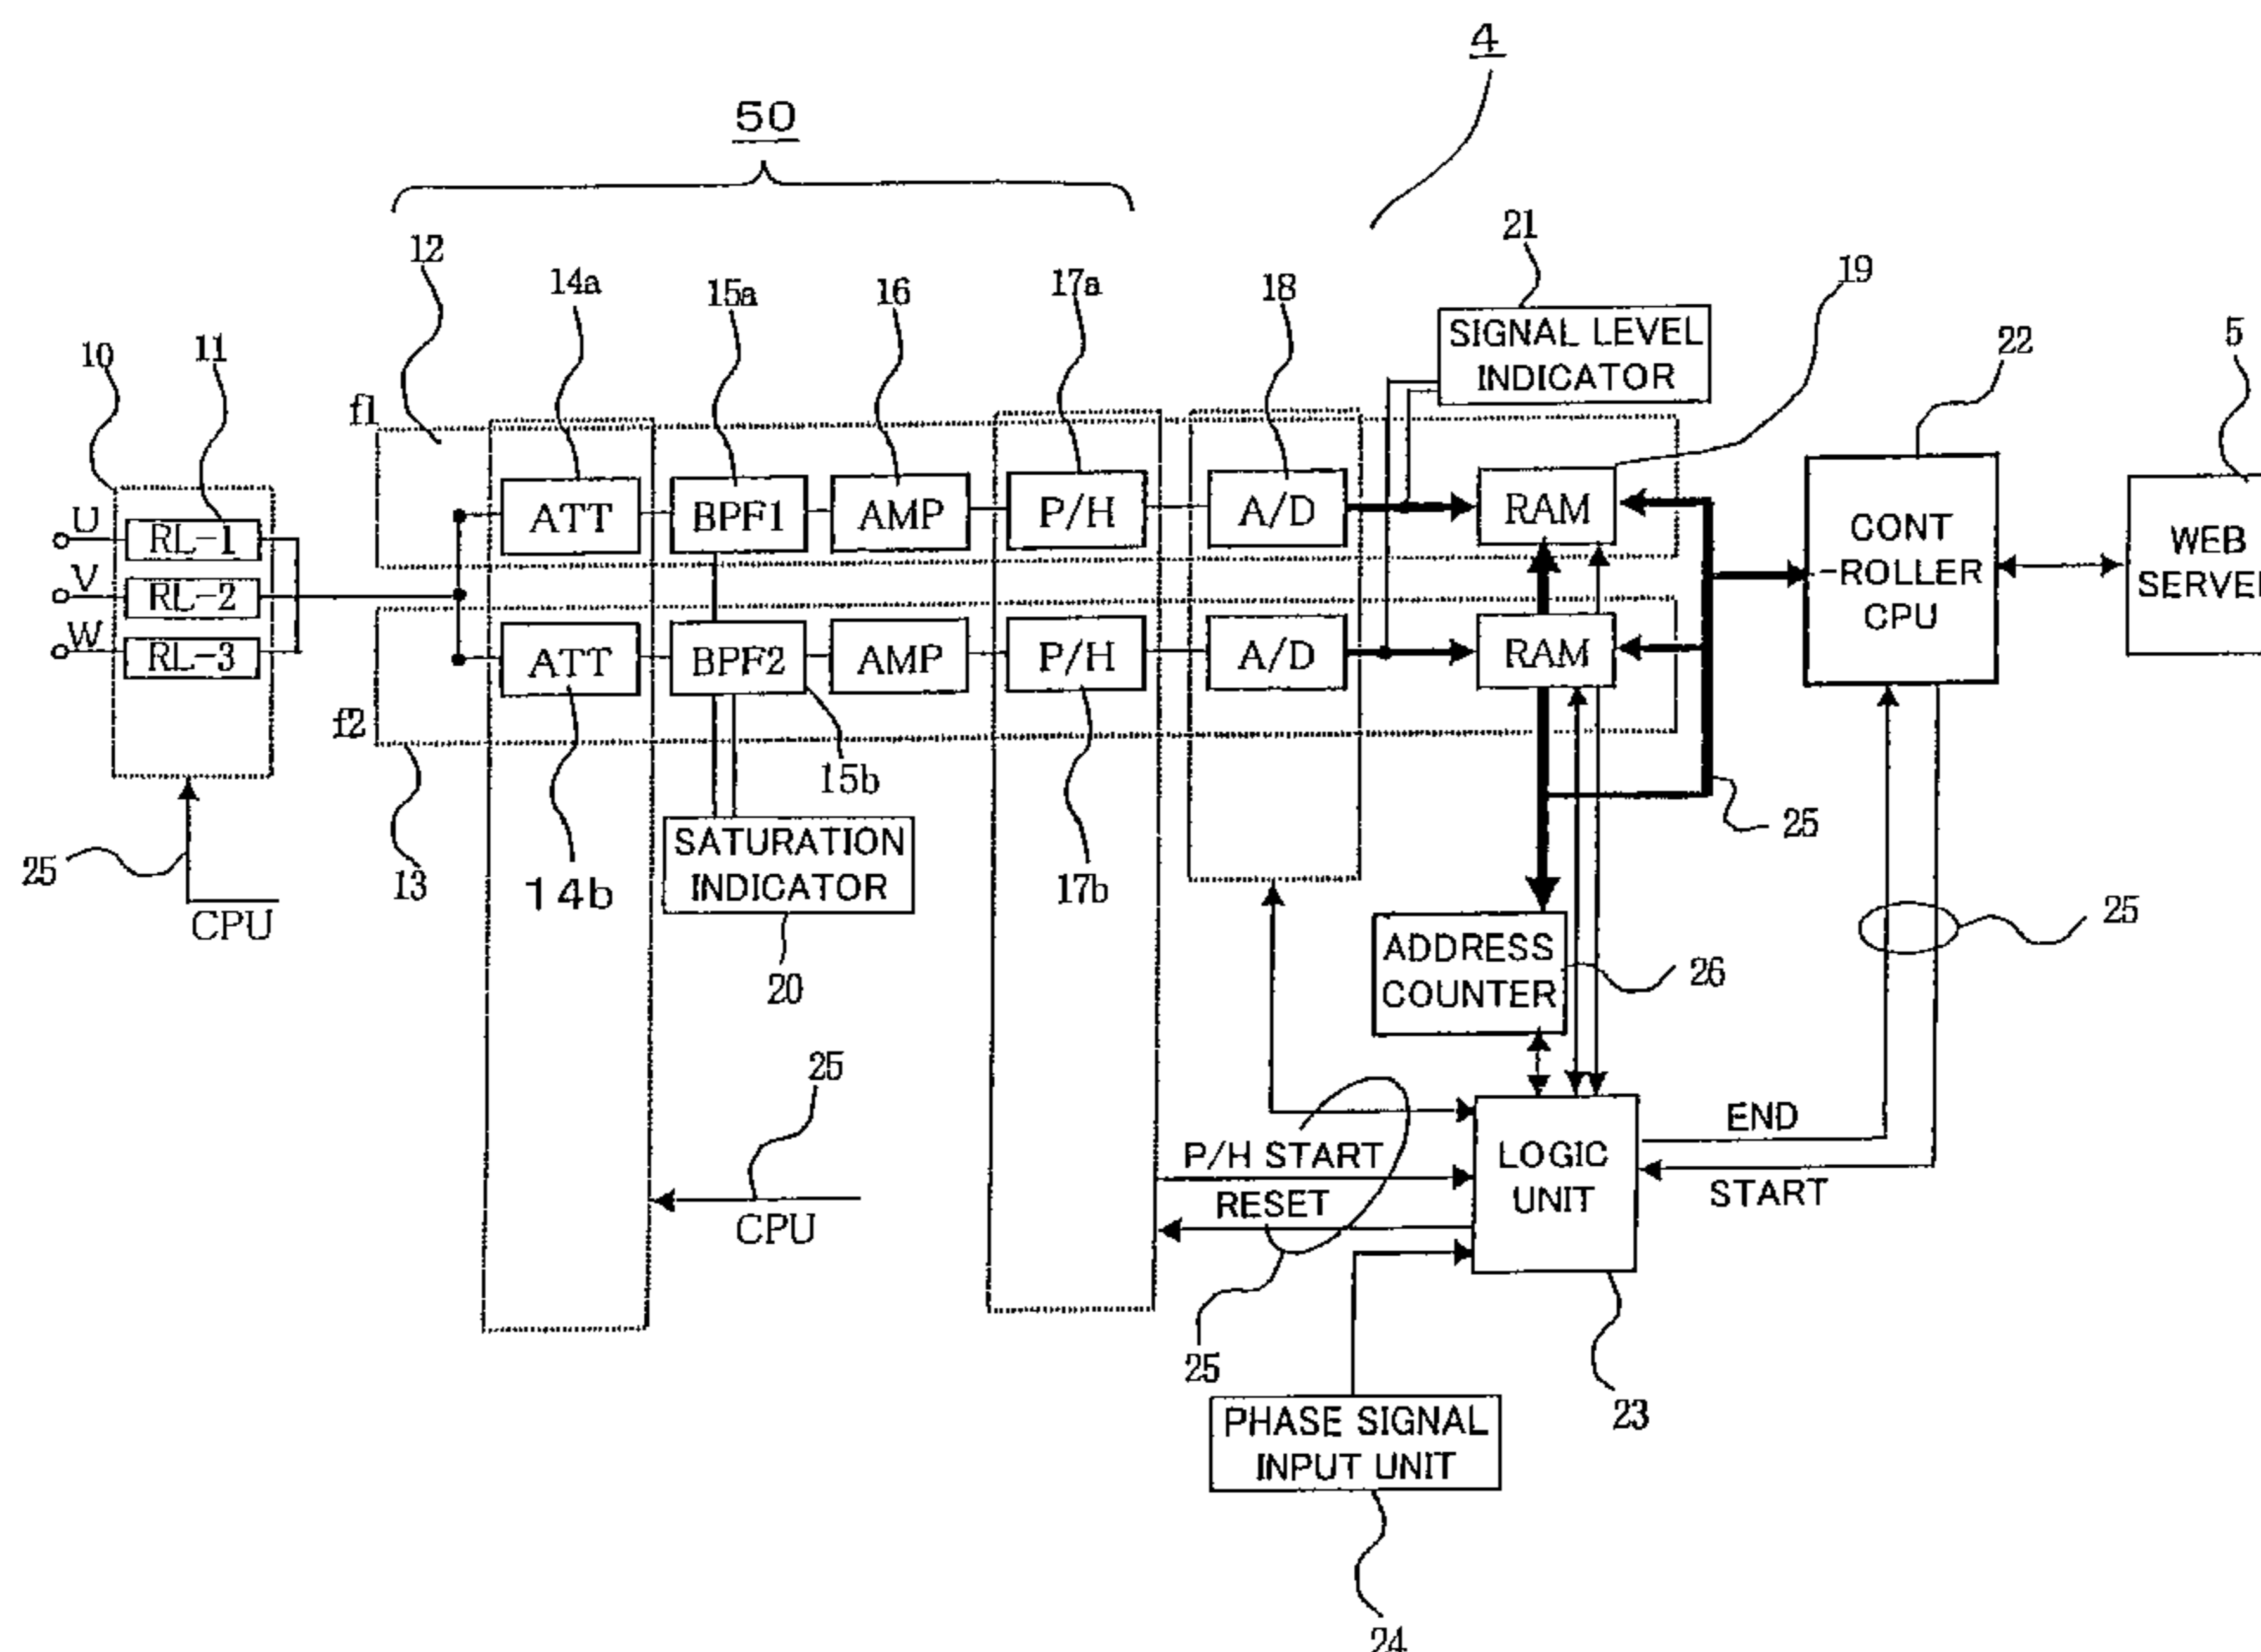 4
50
21
12
14a
15a
16
17a
18
19
SIGNAL LEVEL
INDICATOR
22
5
10
11
f1
U
RL-1
V
RL-2
W
RL-3
ATT
BPF1
AMP
P/H
A/D
RAM
CONT
-ROLLER
CPU
WEB
SERVER
ATT
BPF2
AMP
P/H
A/D
RAM
f2
15b
25
25
CPU
13
14b
SATURATION
INDICATOR
20
17b
ADDRESS
COUNTER
26
25
25
CPU
P/H START
RESET
25
LOGIC
UNIT
END
START
23
PHASE SIGNAL
INPUT UNIT
24